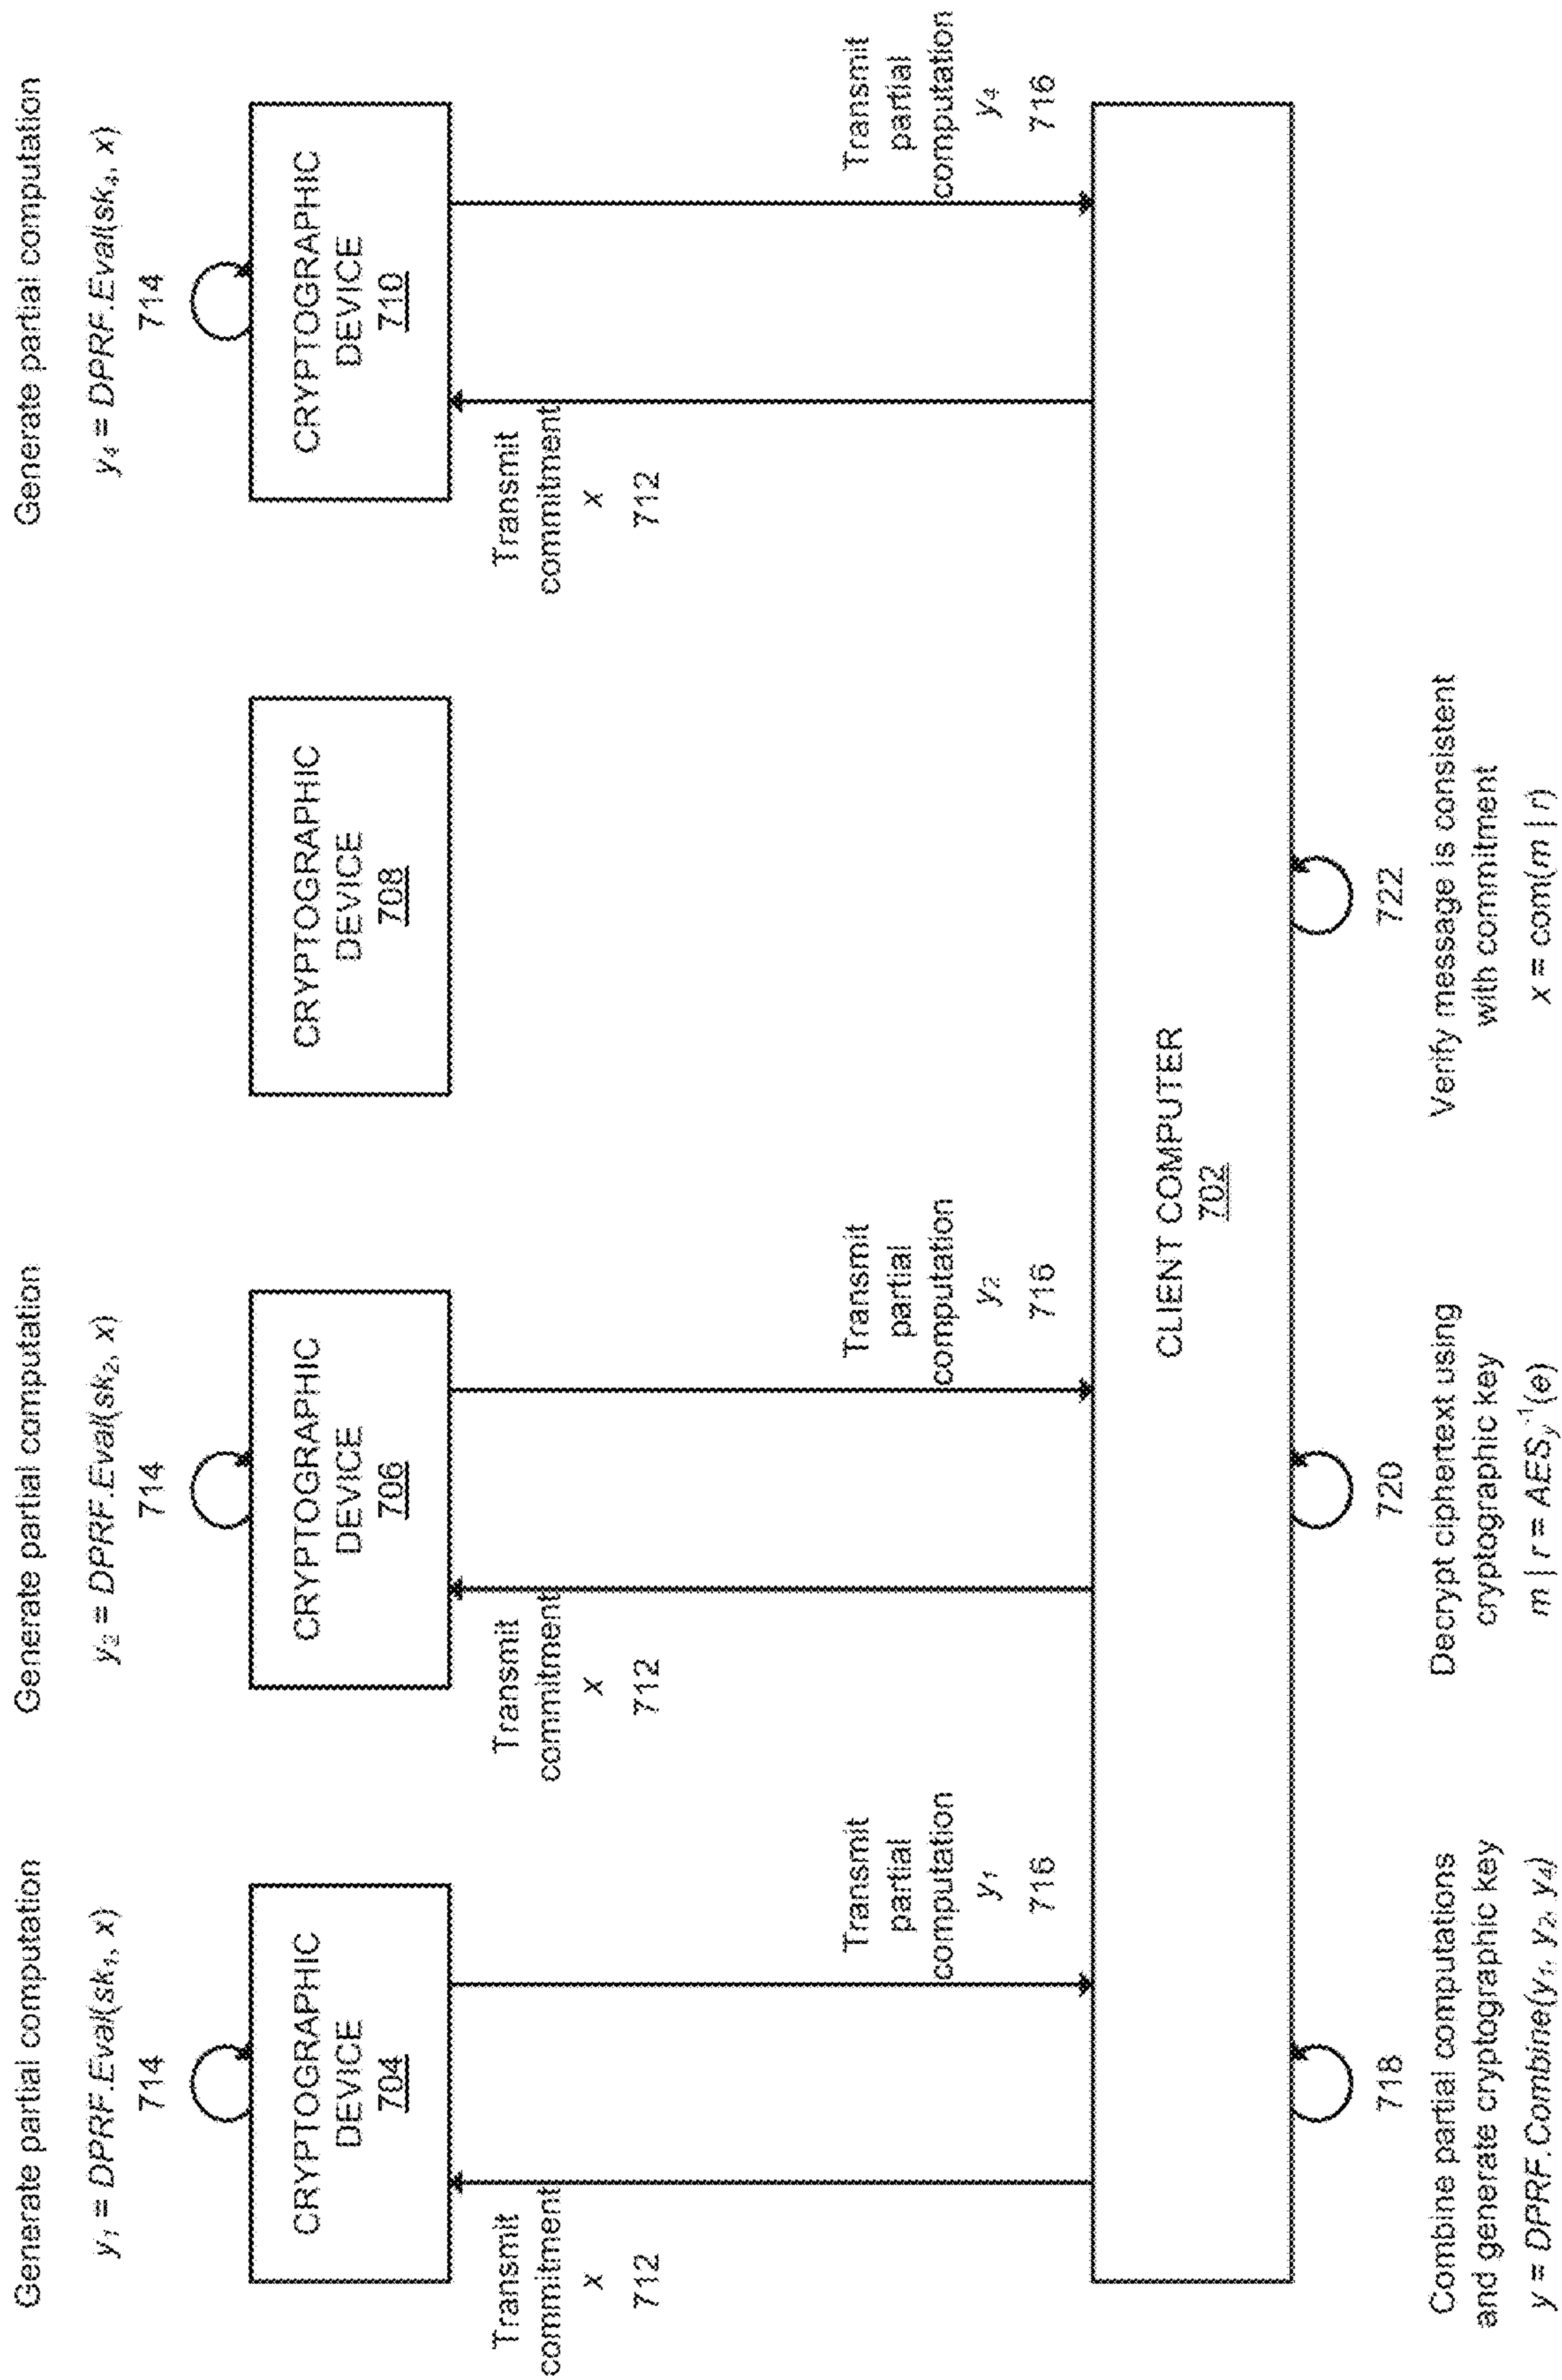 Generate partial computation
y₁ = DPRF.Eval(sk₁, x)
714
CRYPTOGRAPHIC
DEVICE
704
Transmit
commitment
x
712
Transmit
partial
computation
y₁
716
Generate partial computation
y₂ = DPRF.Eval(sk₂, x)
714
CRYPTOGRAPHIC
DEVICE
706
Transmit
commitment
x
712
Transmit
partial
computation
y₂
716
CRYPTOGRAPHIC
DEVICE
708
Generate partial computation
y₄ = DPRF.Eval(sk₄, x)
714
CRYPTOGRAPHIC
DEVICE
710
Transmit
commitment
x
712
Transmit
partial
computation
y₄
716
CLIENT COMPUTER
702
718
Combine partial computations
and generate cryptographic key
y = DPRF.Combine(y₁, y₂, y₄)
720
Decrypt ciphertext using
cryptographic key
m | r = AESy⁻¹(e)
722
Verify message is consistent
with commitment
x = com(m | r)